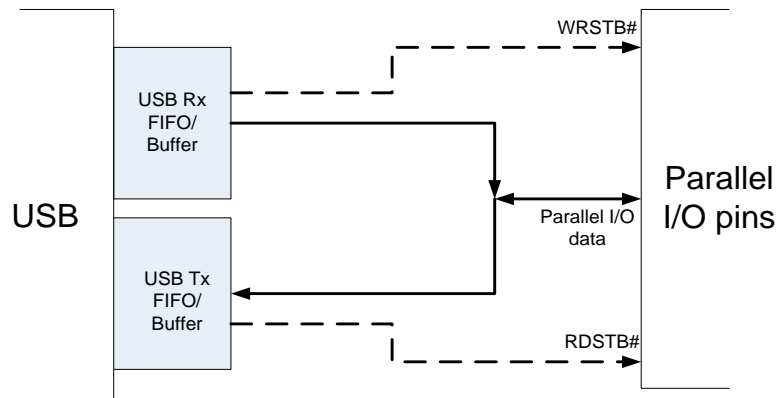 WRSTB#
USB Rx
FIFO/
Buffer
USB
Parallel
I/O pins
Parallel I/O
data
USB Tx
FIFO/
Buffer
RDSTB#